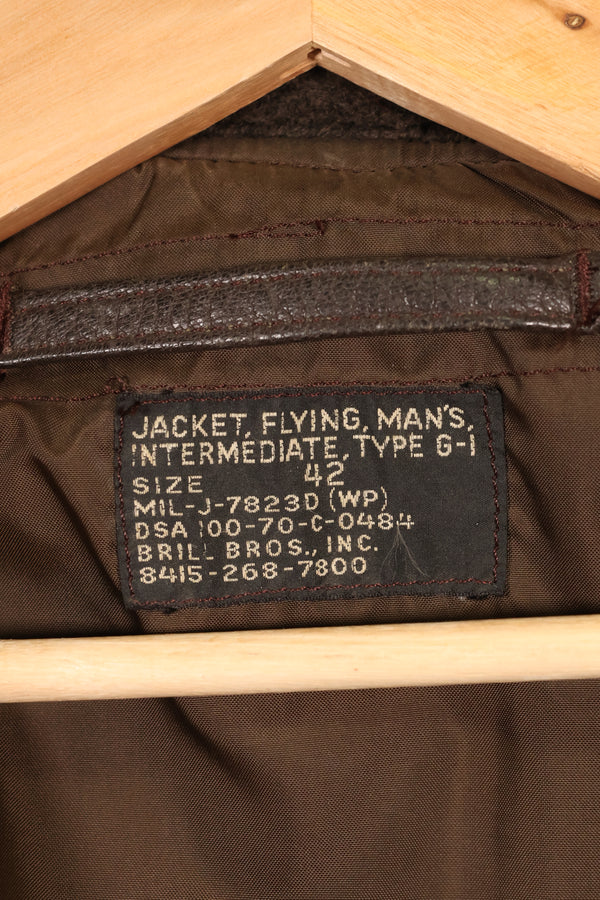 JACKET, FLYING, MAN'S,
INTERMEDIATE, TYPE G-1
SIZE 42
MIL-J-7823D (WP)
DSA 100-70-C-0484
BRILL BROS., INC.
8415-268-7800